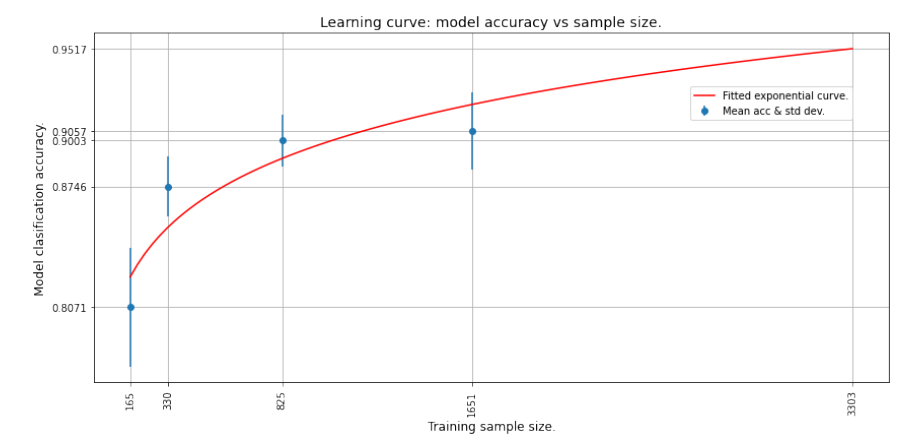 Learning curve: model accuracy vs sample size.
0.9517
0.9057
0.9003
0.8746
0.8071
Model clasification accuracy.
Fitted exponential curve.
Mean acc & std dev.
165
330
825
1651
3303
Training sample size.